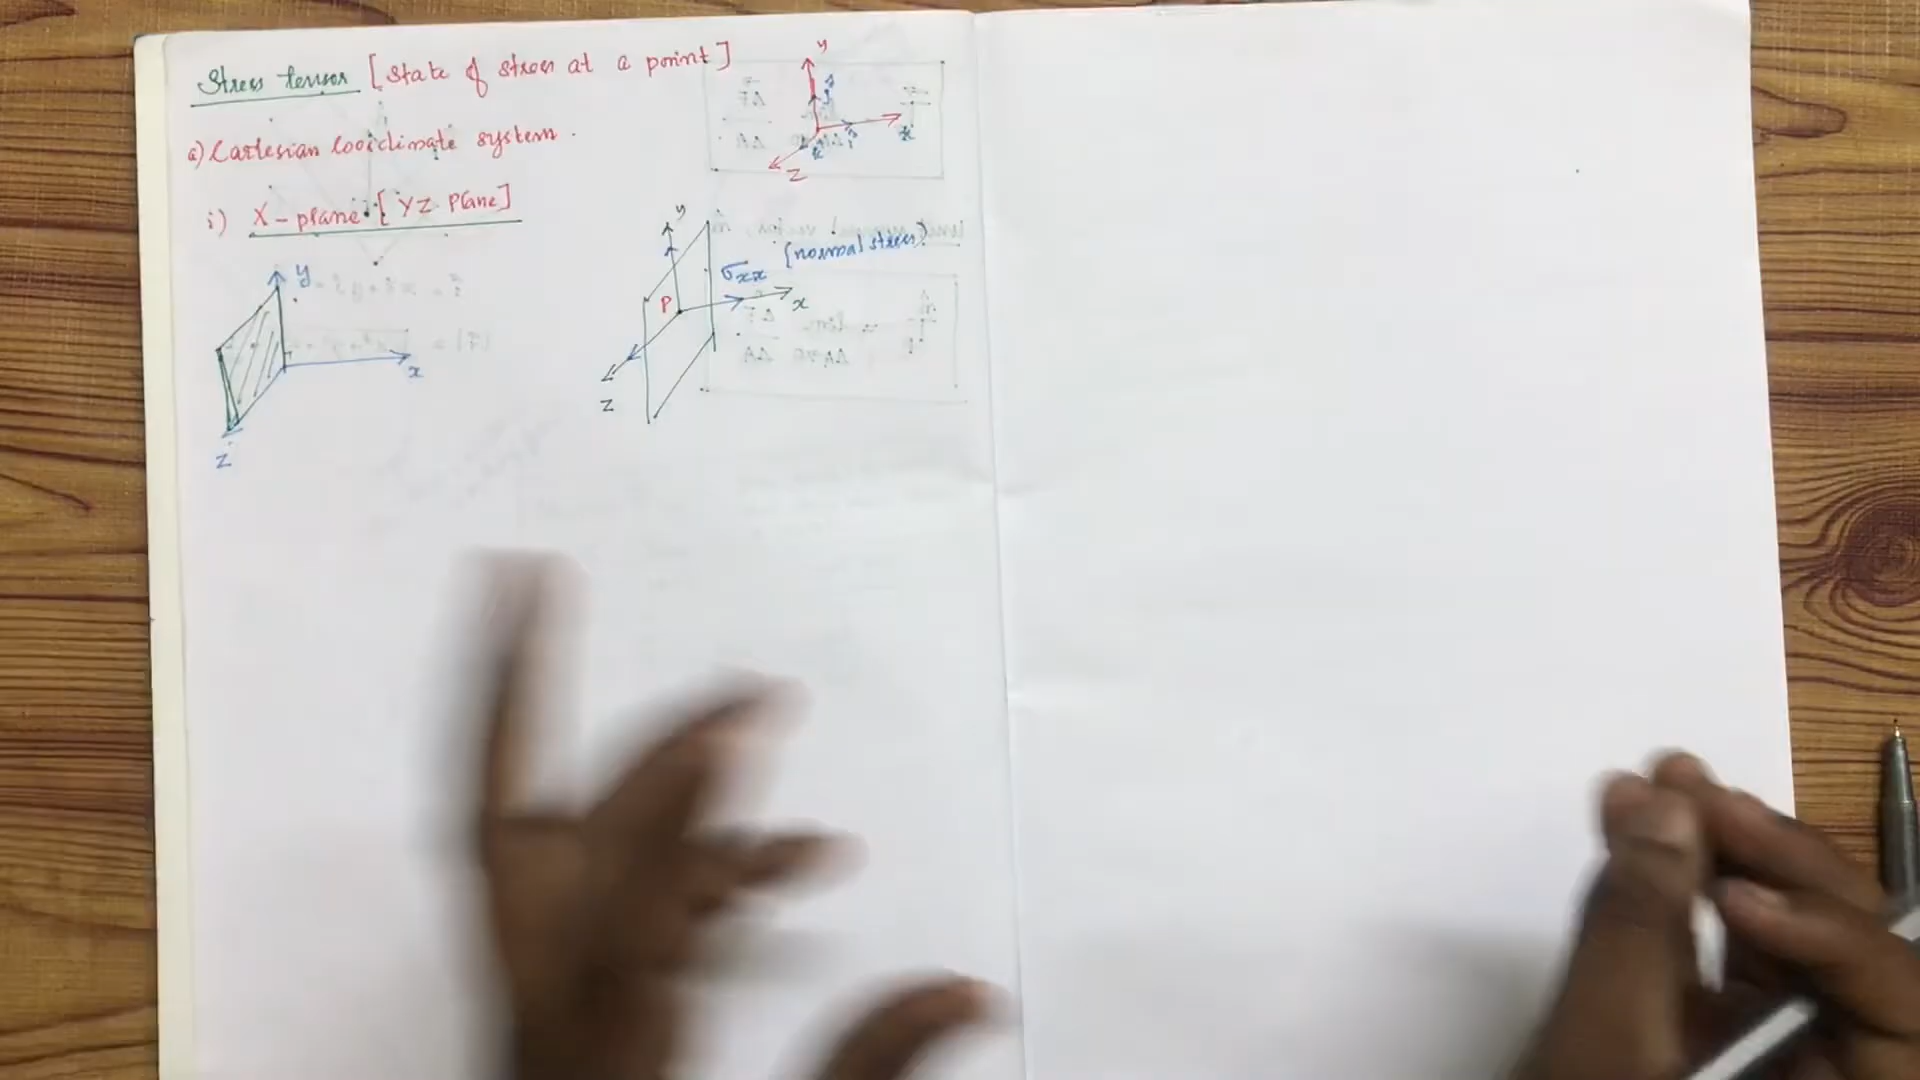 Stress tensor [State of stress at a point]
a) Cartesian Coordinate system.
i) X-plane [YZ Plane]
y
x
z
y
P
σxx
[normal stress]
x
z
y
ĵ
î
k̂
x
z